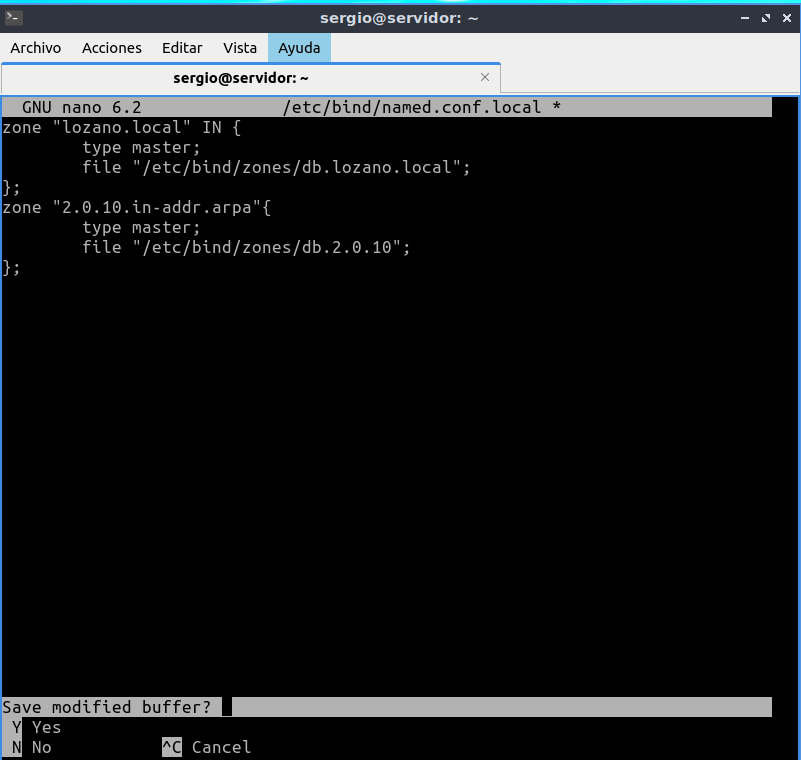 sergio@servidor: ~
Archivo Acciones Editar Vista Ayuda
sergio@servidor: ~
GNU nano 6.2 /etc/bind/named.conf.local *
zone "lozano.local" IN {
        type master;
        file "/etc/bind/zones/db.lozano.local";
};
zone "2.0.10.in-addr.arpa"{
        type master;
        file "/etc/bind/zones/db.2.0.10";
};
Save modified buffer?
Y Yes
N No ^C Cancel